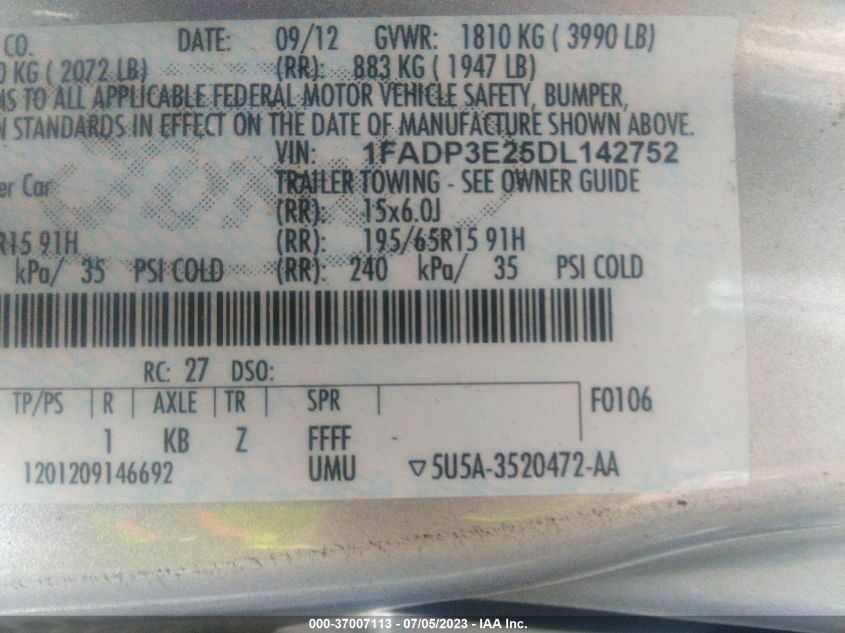 CO. DATE: 09/12 GVWR: 1810 KG ( 3990 LB)
0 KG ( 2072 LB) (RR): 883 KG ( 1947 LB)
MS TO ALL APPLICABLE FEDERAL MOTOR VEHICLE SAFETY, BUMPER,
N STANDARDS IN EFFECT ON THE DATE OF MANUFACTURE SHOWN ABOVE.
VIN: 1FADP3E25DL142752
er Car TRAILER TOWING - SEE OWNER GUIDE
(RR): 15x6.0J
R15 91H (RR): 195/65R15 91H
kPa/ 35 PSI COLD (RR): 240 kPa/ 35 PSI COLD
RC: 27 DSO:
TP/PS R AXLE TR SPR F0106
1 KB Z FFFF
1201209146692 UMU ▽5U5A-3520472-AA
000-37007113 - 07/05/2023 - IAA Inc.